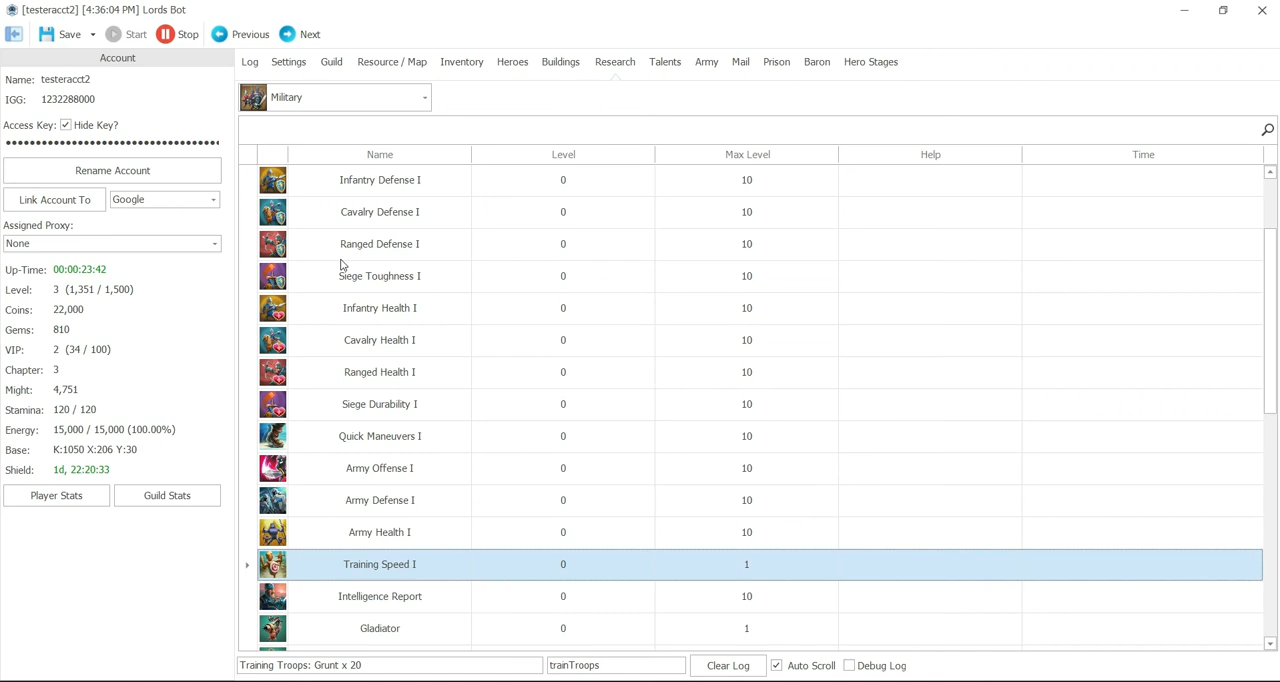 [testeracct2] [4:36:04 PM] Lords Bot
Save Start Stop Previous Next
Account
Name: testeracct2
IGG: 1232288000
Access Key: Hide Key?
Rename Account
Link Account To Google
Assigned Proxy:
None
Up-Time: 00:00:23:42
Level: 3 (1,351 / 1,500)
Coins: 22,000
Gems: 810
VIP: 2 (34 / 100)
Chapter: 3
Might: 4,751
Stamina: 120 / 120
Energy: 15,000 / 15,000 (100.00%)
Base: K:1050 X:206 Y:30
Shield: 1d, 22:20:33
Player Stats Guild Stats
Log Settings Guild Resource / Map Inventory Heroes Buildings Research Talents Army Mail Prison Baron Hero Stages
Military
Name Level Max Level Help Time
Infantry Defense I 0 10
Cavalry Defense I 0 10
Ranged Defense I 0 10
Siege Toughness I 0 10
Infantry Health I 0 10
Cavalry Health I 0 10
Ranged Health I 0 10
Siege Durability I 0 10
Quick Maneuvers I 0 10
Army Offense I 0 10
Army Defense I 0 10
Army Health I 0 10
Training Speed I 0 1
Intelligence Report 0 10
Gladiator 0 1
Training Troops: Grunt x 20 trainTroops Clear Log Auto Scroll Debug Log